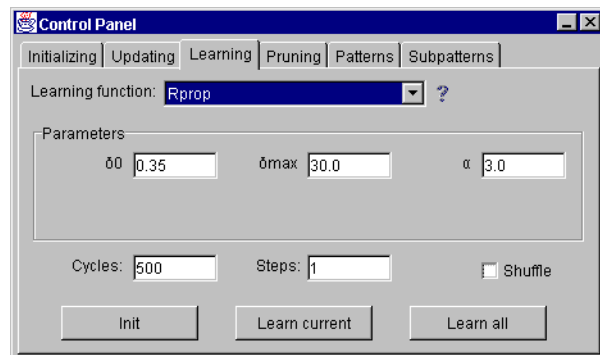 Control Panel
Initializing Updating Learning Pruning Patterns Subpatterns
Learning function: Rprop ?
Parameters
δ0 0.35 δmax 30.0 α 3.0
Cycles: 500 Steps: 1 Shuffle
Init Learn current Learn all